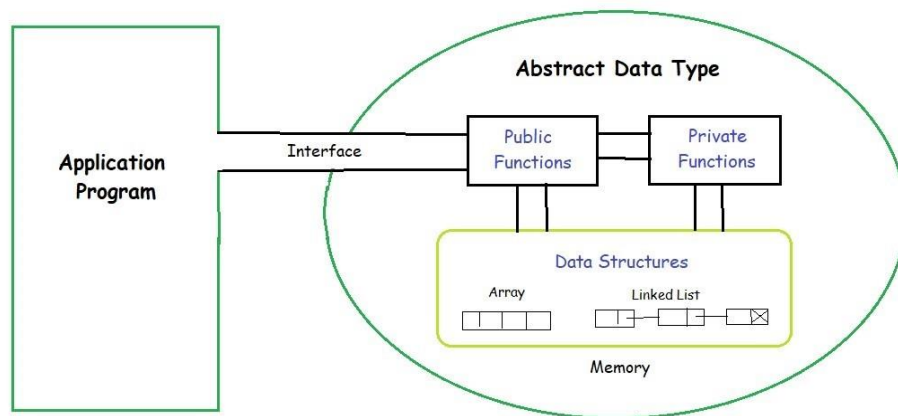 Abstract Data Type
Application
Program
Interface
Public
Functions
Private
Functions
Data Structures
Array
Linked List
Memory